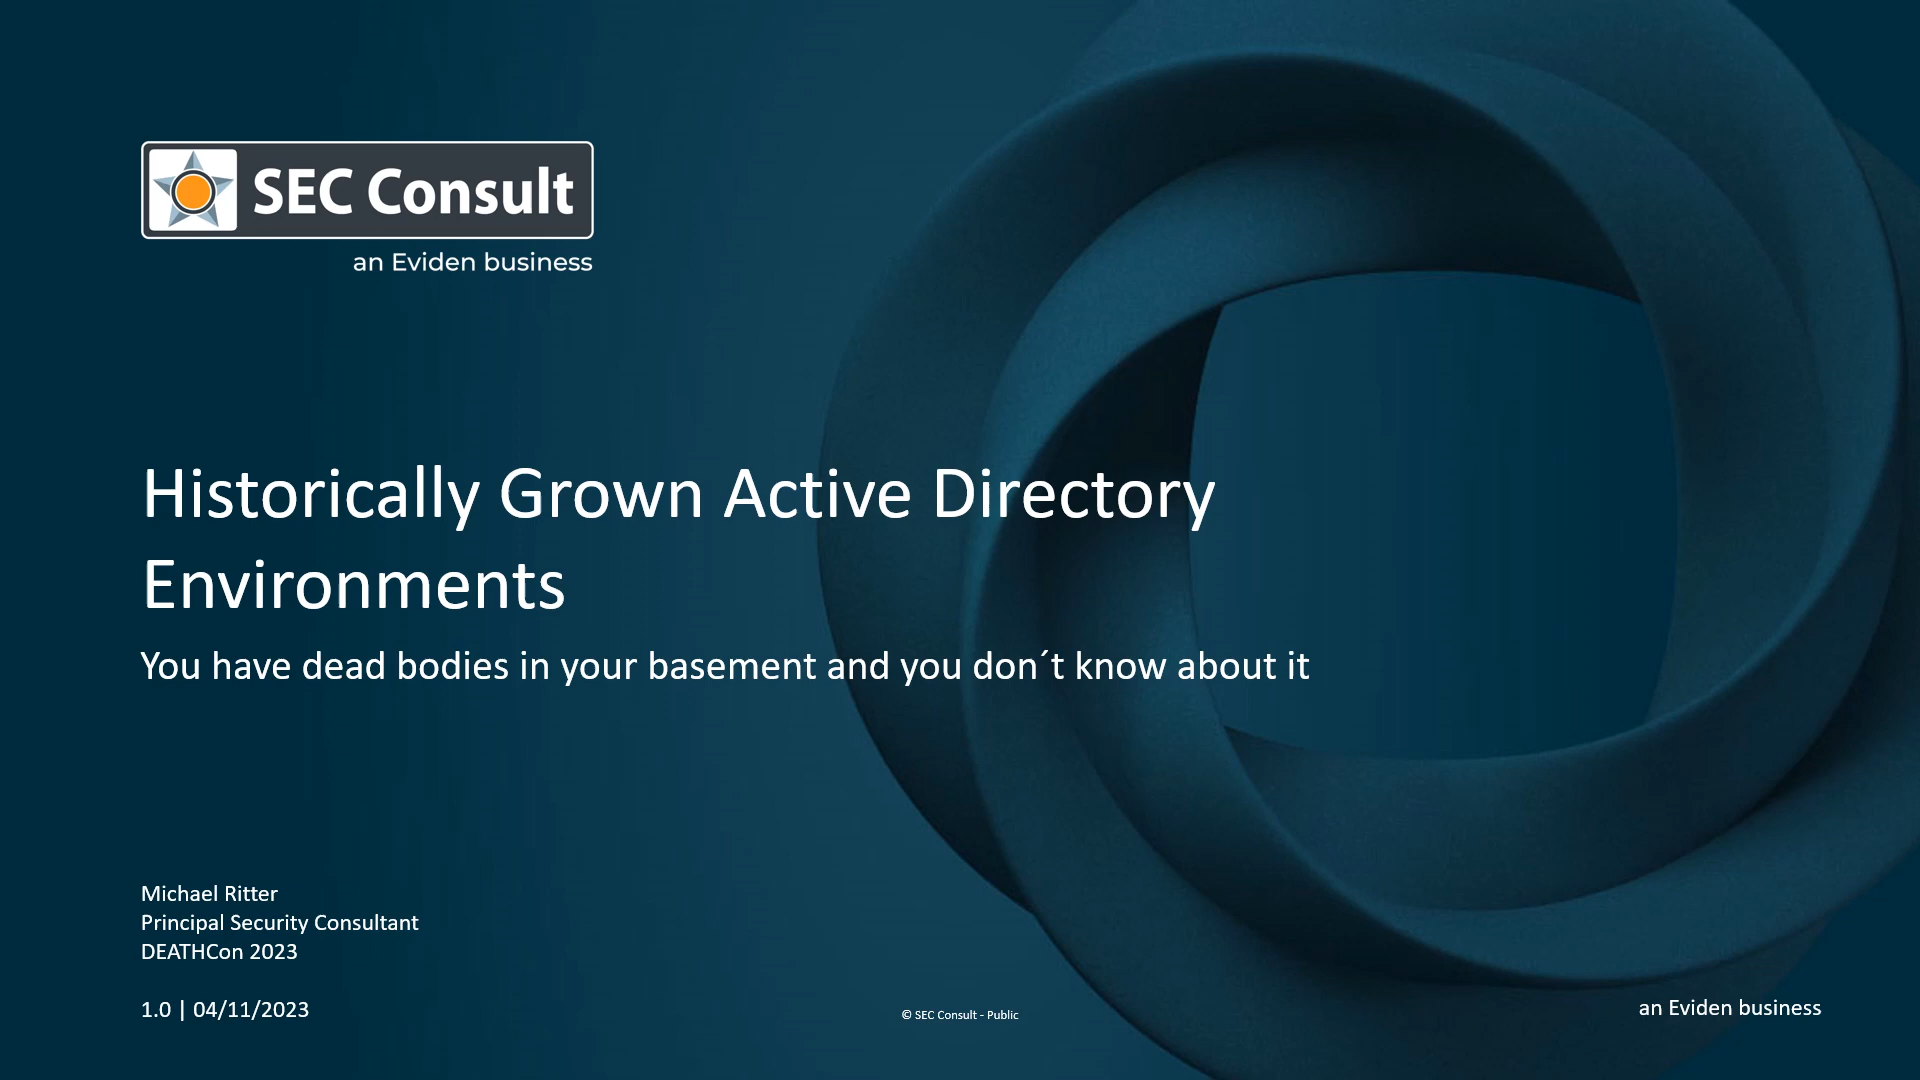 SEC Consult
an Eviden business
Historically Grown Active Directory
Environments
You have dead bodies in your basement and you don´t know about it
Michael Ritter
Principal Security Consultant
DEATHCon 2023
1.0 | 04/11/2023
© SEC Consult - Public
an Eviden business